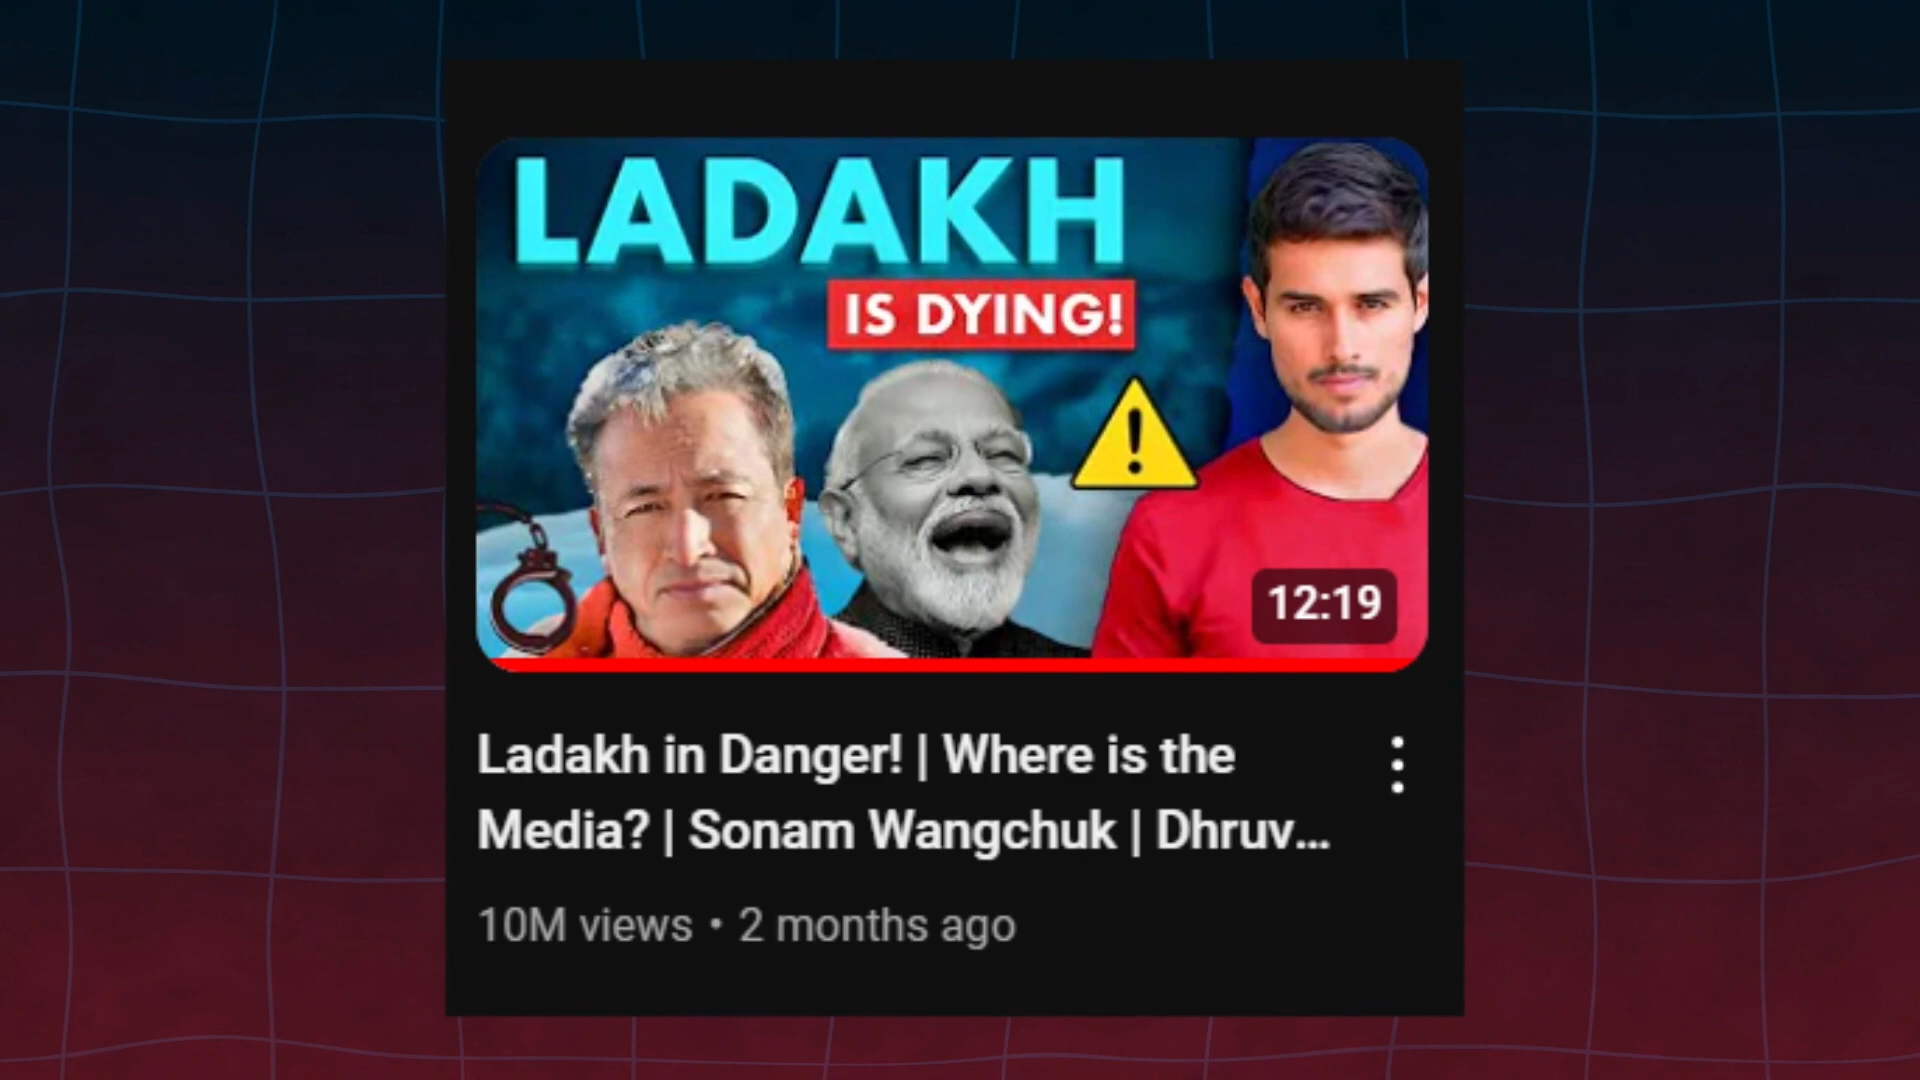 LADAKH
IS DYING!
12:19
Ladakh in Danger! | Where is the
Media? | Sonam Wangchuk | Dhruv...
10M views • 2 months ago